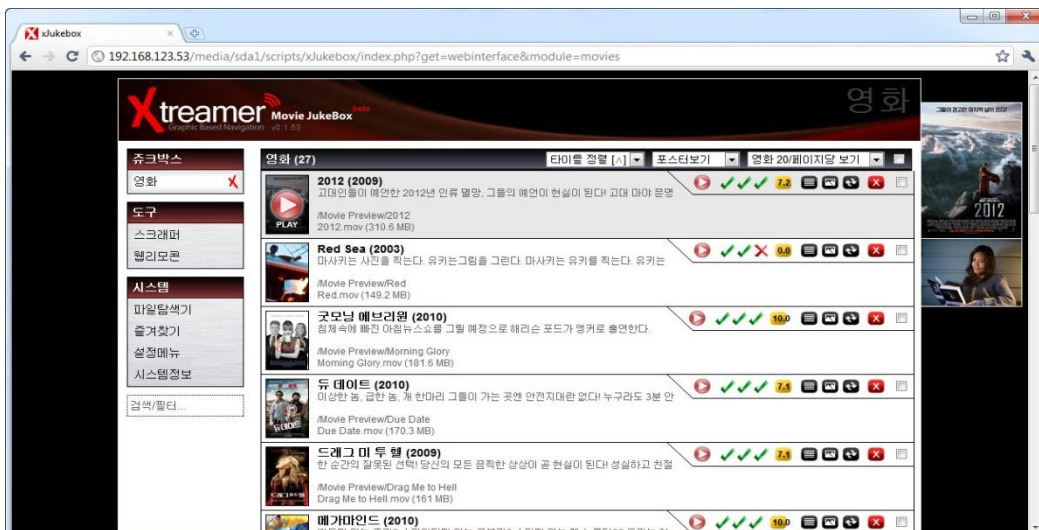 xJukebox
192.168.123.53/media/sda1/scripts/xJukebox/index.php?get=webinterface&module=movies
Xtreamer Movie JukeBox beta
Graphic Based Navigation v0.1.53
영화
쥬크박스
영화
도구
스크래퍼
웹리모콘
시스템
파일탐색기
즐겨찾기
설정메뉴
시스템정보
검색/필터...
영화 (27)
타이틀 정렬 [∧]
포스터보기
영화 20/페이지당 보기
PLAY
2012 (2009)
7.2
고대인들이 예언한 2012년 인류 멸망, 그들의 예언이 현실이 된다! 고대 마야 문명
/Movie Preview/2012
2012.mov (310.6 MB)
Red Sea (2003)
0.0
마사키는 사진을 찍는다. 유키는그림을 그린다. 마사키는 유키를 찍는다. 유키는
/Movie Preview/Red
Red.mov (149.2 MB)
굿모닝 에브리원 (2010)
10.0
침체속에 빠진 아침뉴스쇼를 그릴 예정으로 해리슨 포드가 앵커로 출연한다.
/Movie Preview/Morning Glory
Morning Glory.mov (181.6 MB)
듀 데이트 (2010)
7.1
이상한 놈, 급한 놈, 개 한마리 그들이 가는 곳엔 안전지대란 없다! 누구라도 3분 안
/Movie Preview/Due Date
Due Date.mov (170.3 MB)
드래그 미 투 헬 (2009)
7.1
한 순간의 잘못된 선택! 당신의 모든 끔찍한 상상이 곧 현실이 된다! 성실하고 친절
/Movie Preview/Drag Me to Hell
Drag Me to Hell.mov (161 MB)
메가마인드 (2010)
10.0
2012